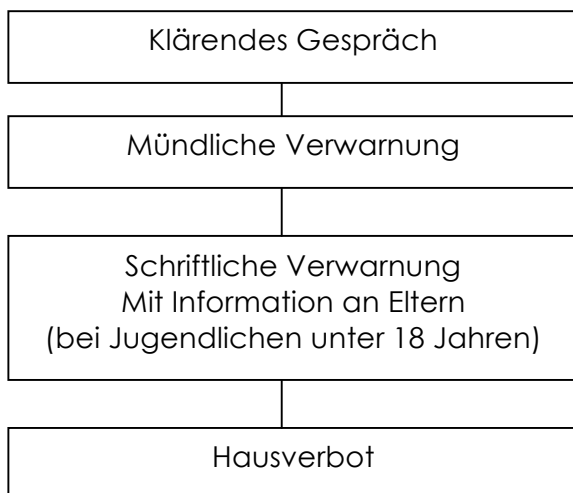 Klärendes Gespräch
Mündliche Verwarnung
Schriftliche Verwarnung
Mit Information an Eltern
(bei Jugendlichen unter 18 Jahren)
Hausverbot